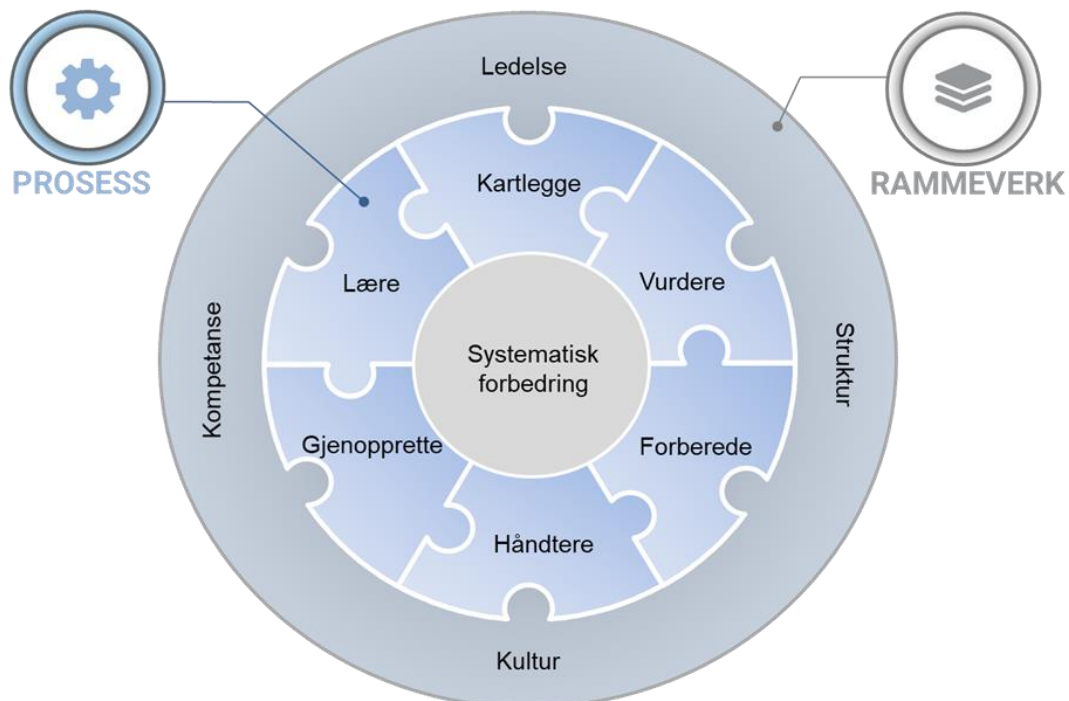 Ledelse
PROSESS
RAMMEVERK
Kartlegge
Lære
Vurdere
Kompetanse
Systematisk
forbedring
Struktur
Gjenopprette
Forberede
Håndtere
Kultur